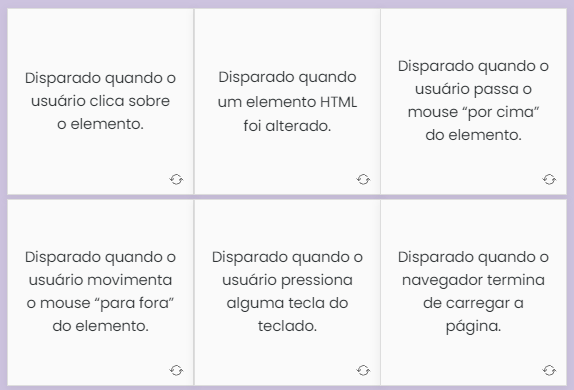 Disparado quando o
usuário clica sobre
o elemento.
Disparado quando
um elemento HTML
foi alterado.
Disparado quando o
usuário passa o
mouse “por cima”
do elemento.
Disparado quando o
usuário movimenta
o mouse “para fora”
do elemento.
Disparado quando o
usuário pressiona
alguma tecla do
teclado.
Disparado quando o
navegador termina
de carregar a
página.